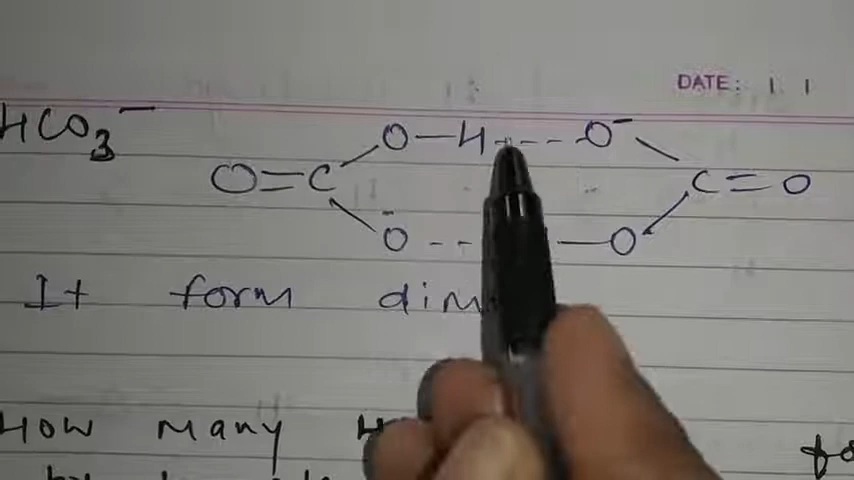 DATE:
HCO3⁻
O—H---O⁻
O=C C=O
O⁻-- —O
It form dim
How many